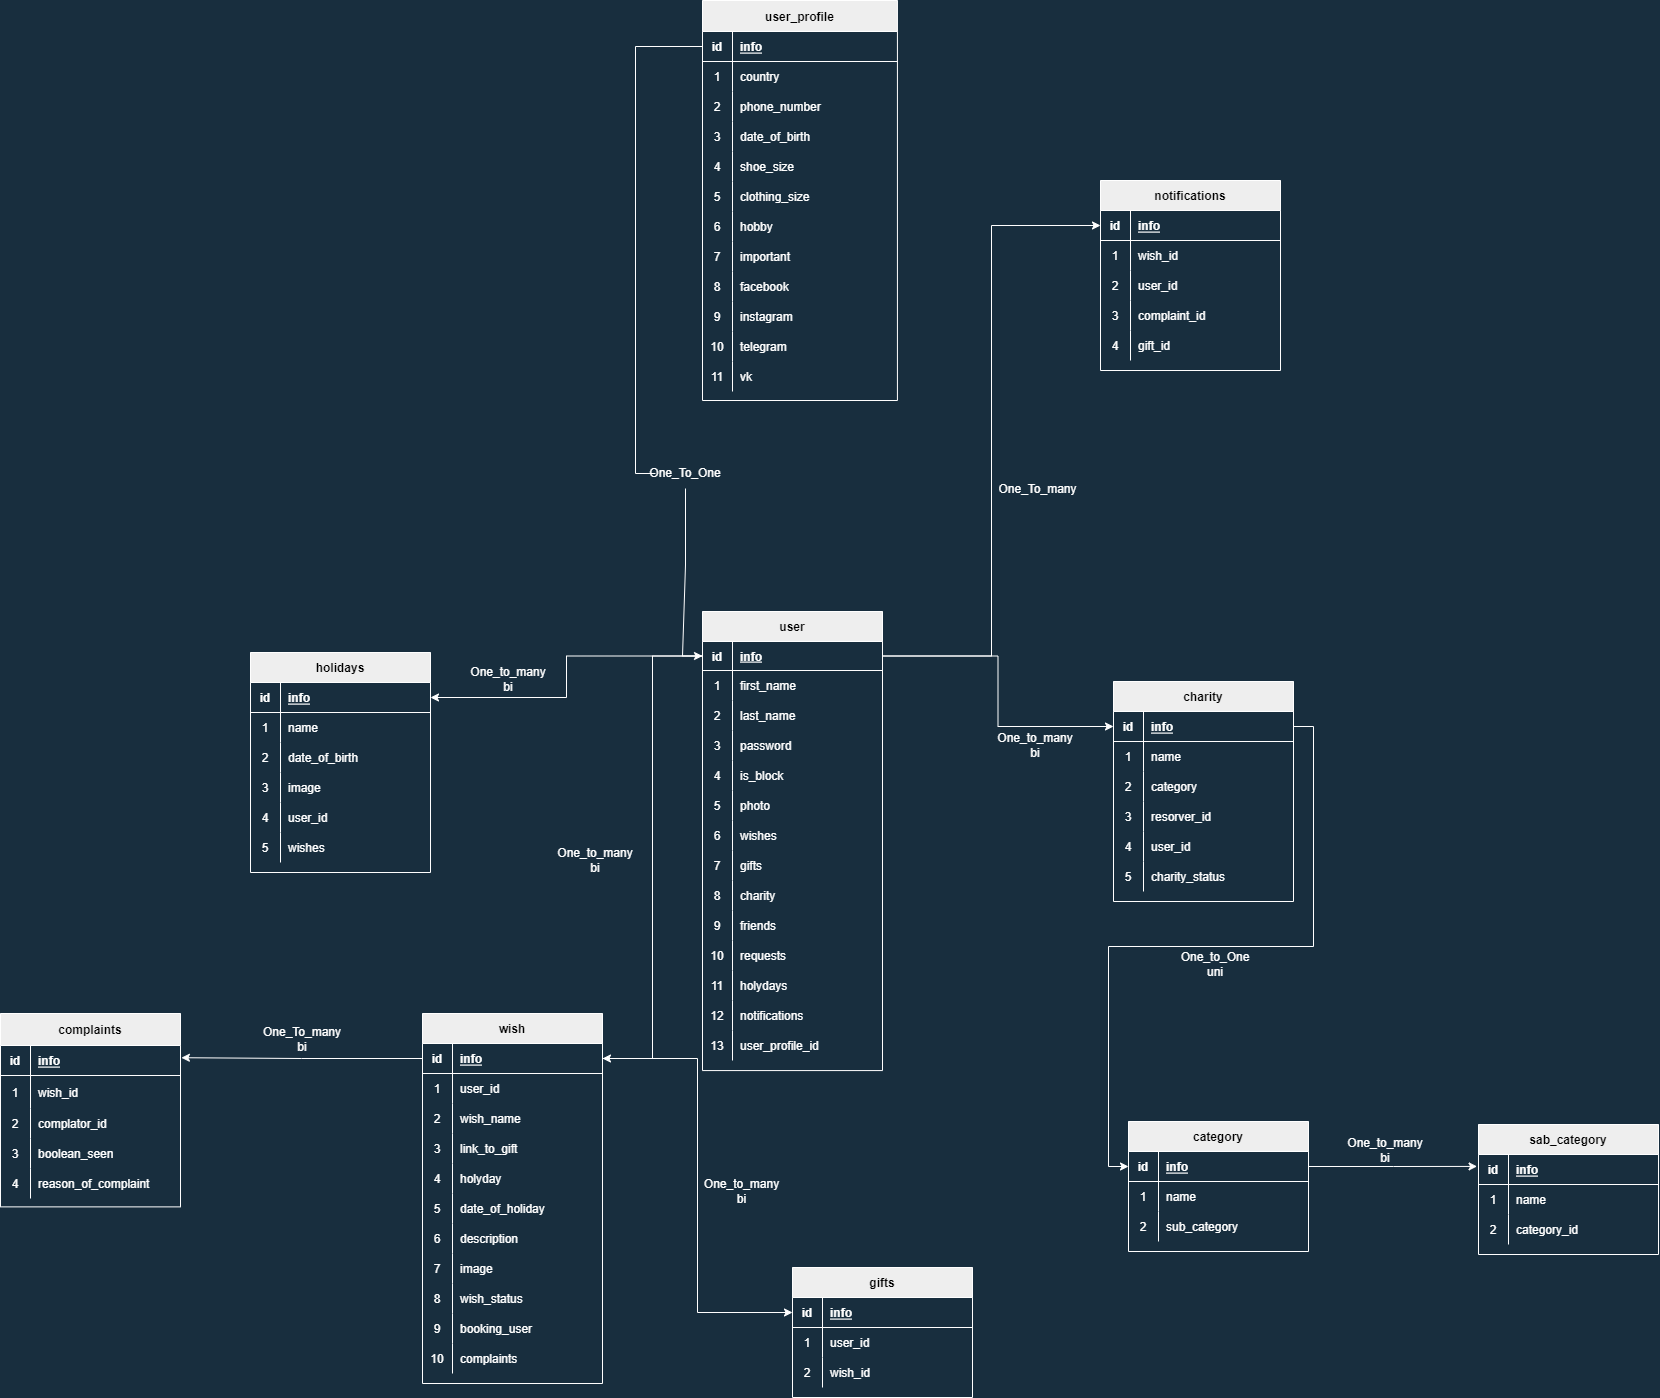 user_profile
id info
1 country
2 phone_number
3 date_of_birth
4 shoe_size
5 clothing_size
6 hobby
7 important
8 facebook
9 instagram
10 telegram
11 vk
notifications
id info
1 wish_id
2 user_id
3 complaint_id
4 gift_id
One_To_One
One_To_many
user
id info
1 first_name
2 last_name
3 password
4 is_block
5 photo
6 wishes
7 gifts
8 charity
9 friends
10 requests
11 holydays
12 notifications
13 user_profile_id
holidays
id info
1 name
2 date_of_birth
3 image
4 user_id
5 wishes
One_to_many
bi
charity
id info
1 name
2 category
3 resorver_id
4 user_id
5 charity_status
One_to_many
bi
One_to_many
bi
One_to_One
uni
complaints
id info
1 wish_id
2 complator_id
3 boolean_seen
4 reason_of_complaint
One_To_many
bi
wish
id info
1 user_id
2 wish_name
3 link_to_gift
4 holyday
5 date_of_holiday
6 description
7 image
8 wish_status
9 booking_user
10 complaints
One_to_many
bi
gifts
id info
1 user_id
2 wish_id
category
id info
1 name
2 sub_category
One_to_many
bi
sab_category
id info
1 name
2 category_id